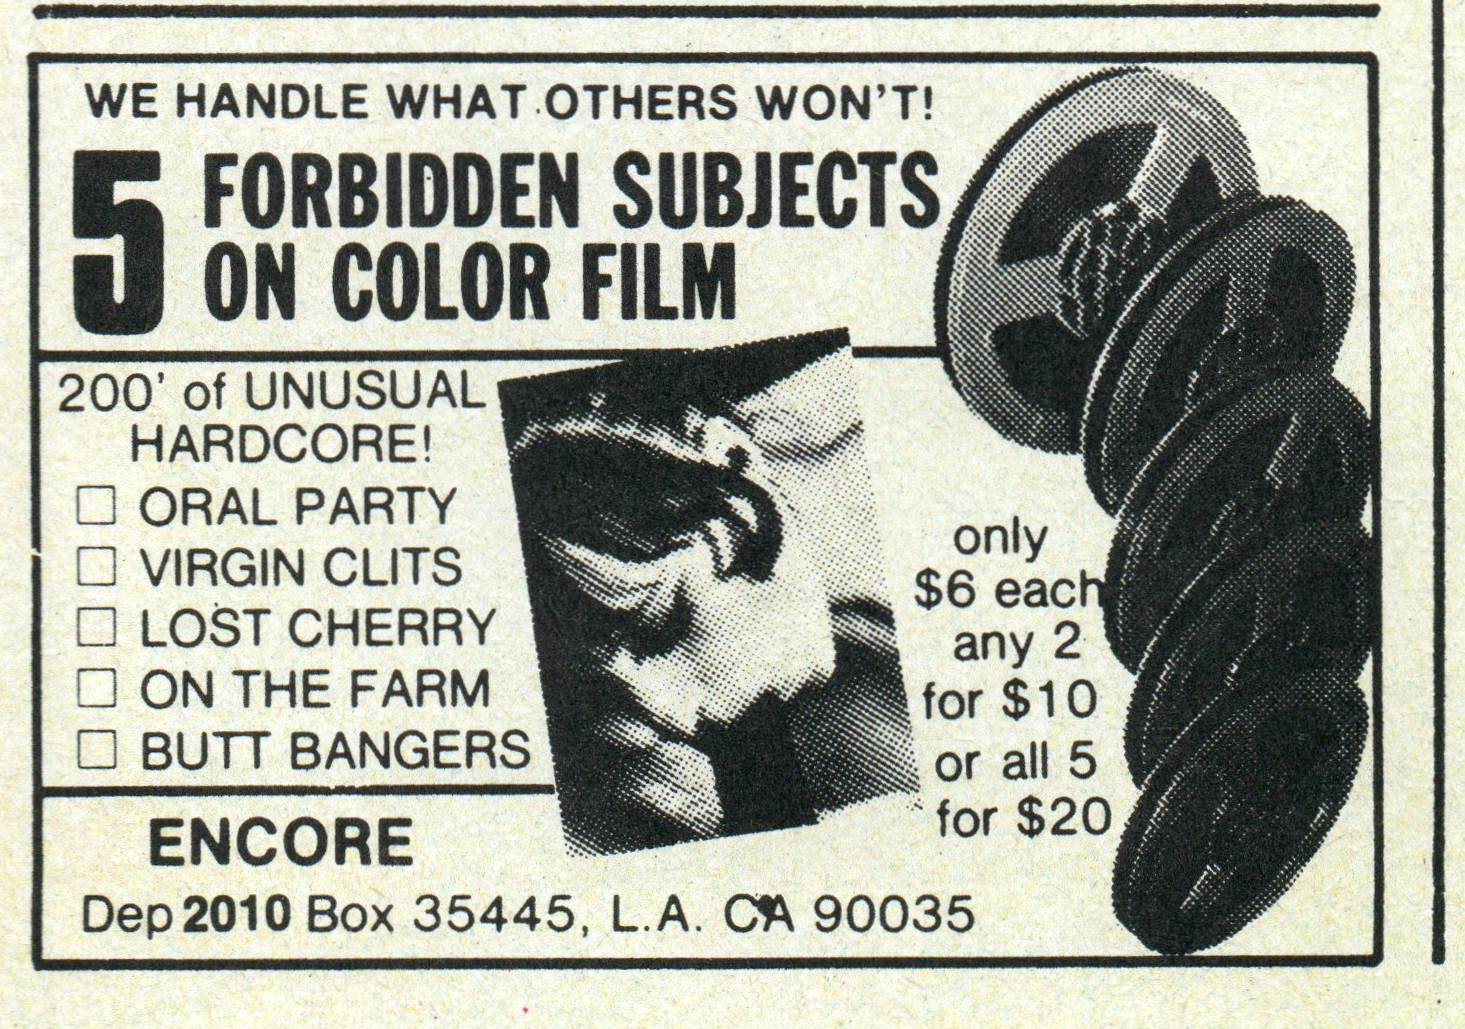 WE HANDLE WHAT OTHERS WON'T!
5 FORBIDDEN SUBJECTS
ON COLOR FILM
200' of UNUSUAL
HARDCORE!
☐ ORAL PARTY
☐ VIRGIN CLITS
☐ LOST CHERRY
☐ ON THE FARM
☐ BUTT BANGERS
only
$6 each
any 2
for $10
or all 5
for $20
ENCORE
Dep 2010 Box 35445, L.A. CA 90035